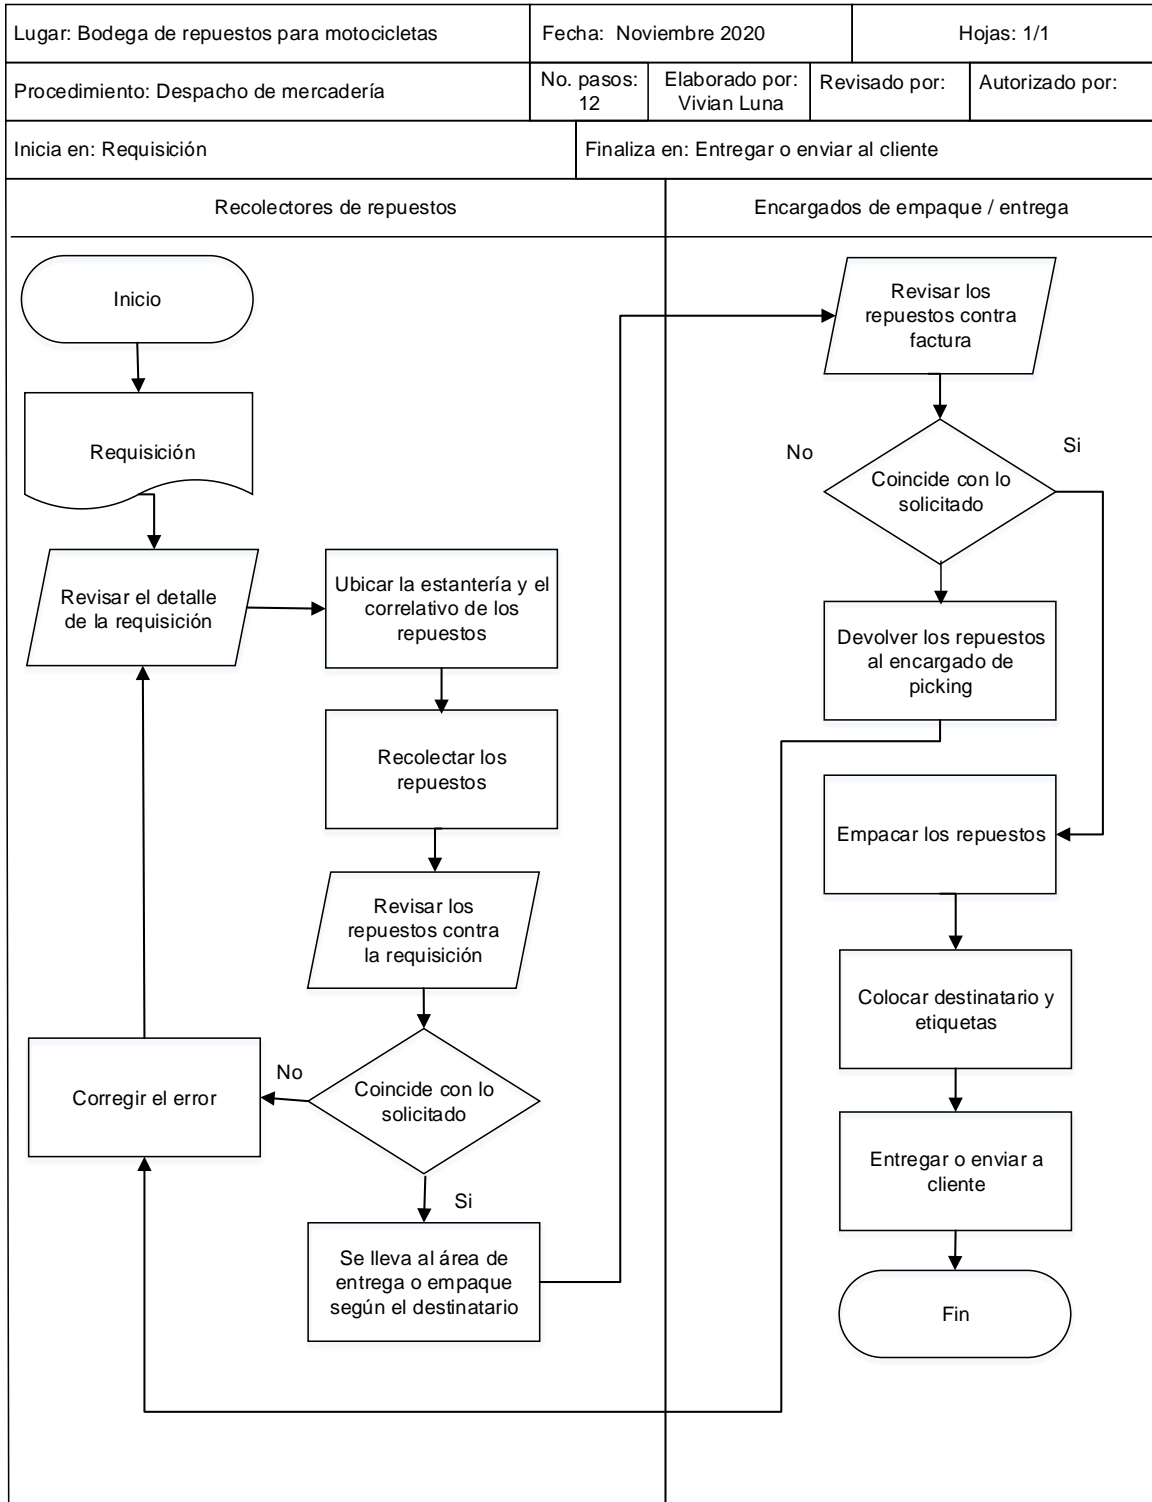 Lugar: Bodega de repuestos para motocicletas
Fecha: Noviembre 2020
Hojas: 1/1
Procedimiento: Despacho de mercadería
No. pasos:
12
Elaborado por:
Vivian Luna
Revisado por:
Autorizado por:
Inicia en: Requisición
Finaliza en: Entregar o enviar al cliente
Recolectores de repuestos
Encargados de empaque / entrega
Inicio
Requisición
Revisar el detalle
de la requisición
Ubicar la estantería y el
correlativo de los
repuestos
Recolectar los
repuestos
Revisar los
repuestos contra
la requisición
Coincide con lo
solicitado
No
Corregir el error
Si
Se lleva al área de
entrega o empaque
según el destinatario
Revisar los
repuestos contra
factura
Coincide con lo
solicitado
No
Si
Devolver los repuestos
al encargado de
picking
Empacar los repuestos
Colocar destinatario y
etiquetas
Entregar o enviar a
cliente
Fin